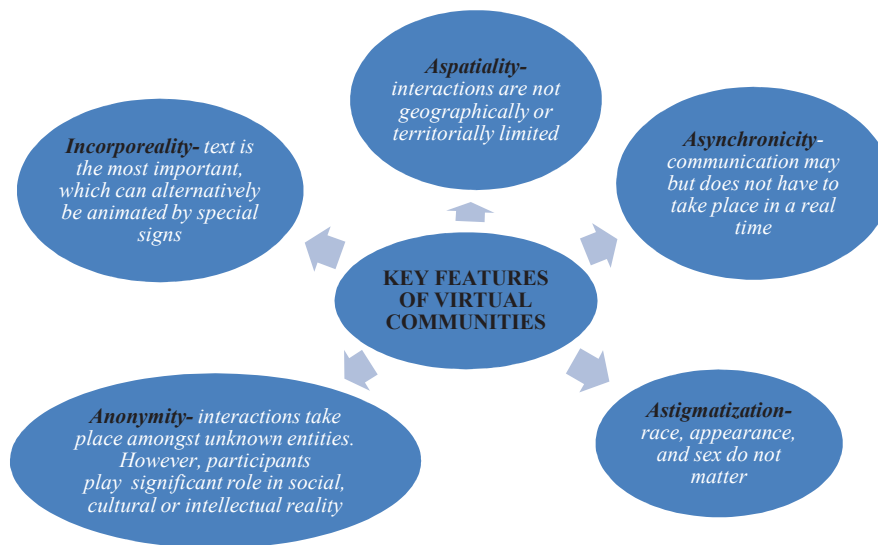 Aspatiality-
interactions are not
geographically or
territorially limited
Incorporeality- text is
the most important,
which can alternatively
be animated by special
signs
Asynchronicity-
communication may
but does not have to
take place in a real
time
KEY FEATURES
OF VIRTUAL
COMMUNITIES
Anonymity- interactions take
place amongst unknown entities.
However, participants
play significant role in social,
cultural or intellectual reality
Astigmatization-
race, appearance,
and sex do not
matter